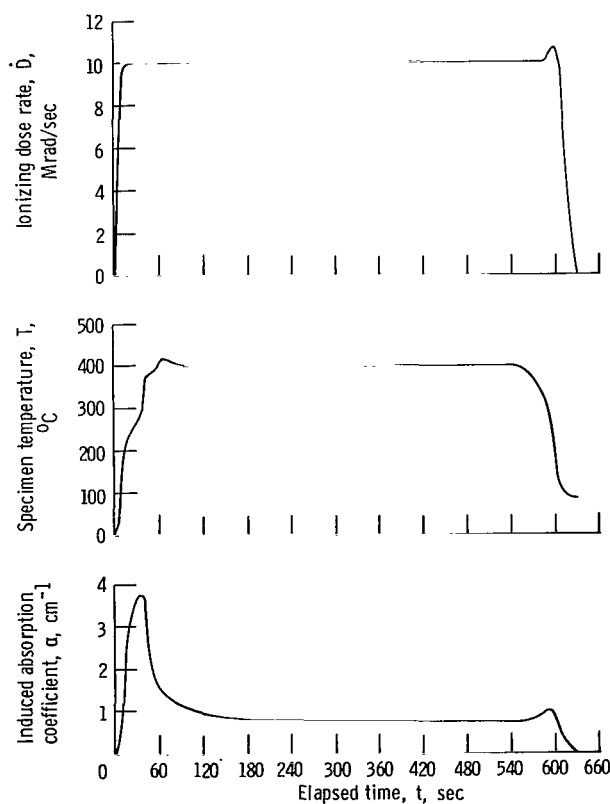 Ionizing dose rate, Ḋ,
Mrad/sec
12
10
8
6
4
2
0
Specimen temperature, T,
oC
500
400
300
200
100
0
Induced absorption
coefficient, α, cm-1
4
3
2
1
0 60 120 180 240 300 360 420 480 540 600 660
Elapsed time, t, sec